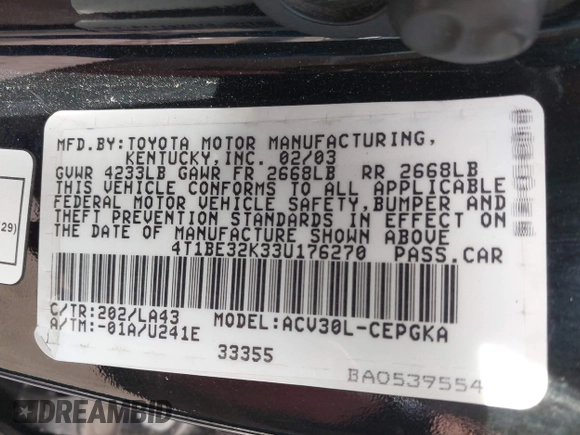 MFD.BY:TOYOTA MOTOR MANUFACTURING,
KENTUCKY,INC. 02/03
GVWR 4233LB GAWR FR 2668LB RR 2668LB
THIS VEHICLE CONFORMS TO ALL APPLICABLE
FEDERAL MOTOR VEHICLE SAFETY,BUMPER AND
THEFT PREVENTION STANDARDS IN EFFECT ON
THE DATE OF MANUFACTURE SHOWN ABOVE.
4T1BE32K33U176270 PASS.CAR
C/TR:202/LA43
A/TM:-01A/U241E MODEL:ACV30L-CEPGKA
33355
BA0539554
29)
DREAMBID